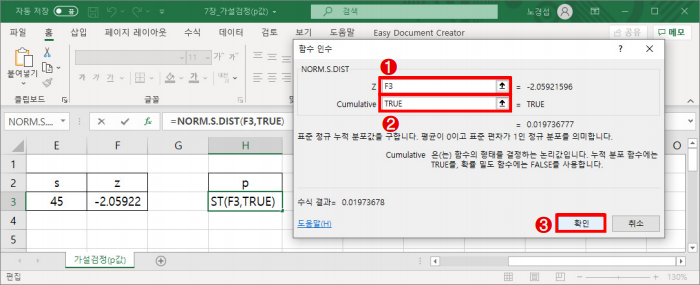 자동 저장 끔 7장_가설검정(p값) 검색 노경섭
파일 홈 삽입 페이지 레이아웃 수식 데이터 검토 보기 도움말 Easy Document Creator 공유 메모
붙여넣기
클립보드 글꼴
함수 인수
NORM.S.DIST
① Z F3 = -2.05921596
Cumulative TRUE = TRUE
②
= 0.019736777
표준 정규 누적 분포값을 구합니다. 평균이 0이고 표준 편차가 1인 정규 분포를 의미합니다.
Cumulative 은(는) 함수의 형태를 결정하는 논리값입니다. 누적 분포 함수에는
TRUE를, 확률 밀도 함수에는 FALSE를 사용합니다.
수식 결과= 0.01973678
도움말(H) ③ 확인 취소
NORM.S.... =NORM.S.DIST(F3,TRUE)
E F G H O
1
2 s z p
3 45 -2.05922 ST(F3,TRUE)
4
가설검정(p값)
편집 130%